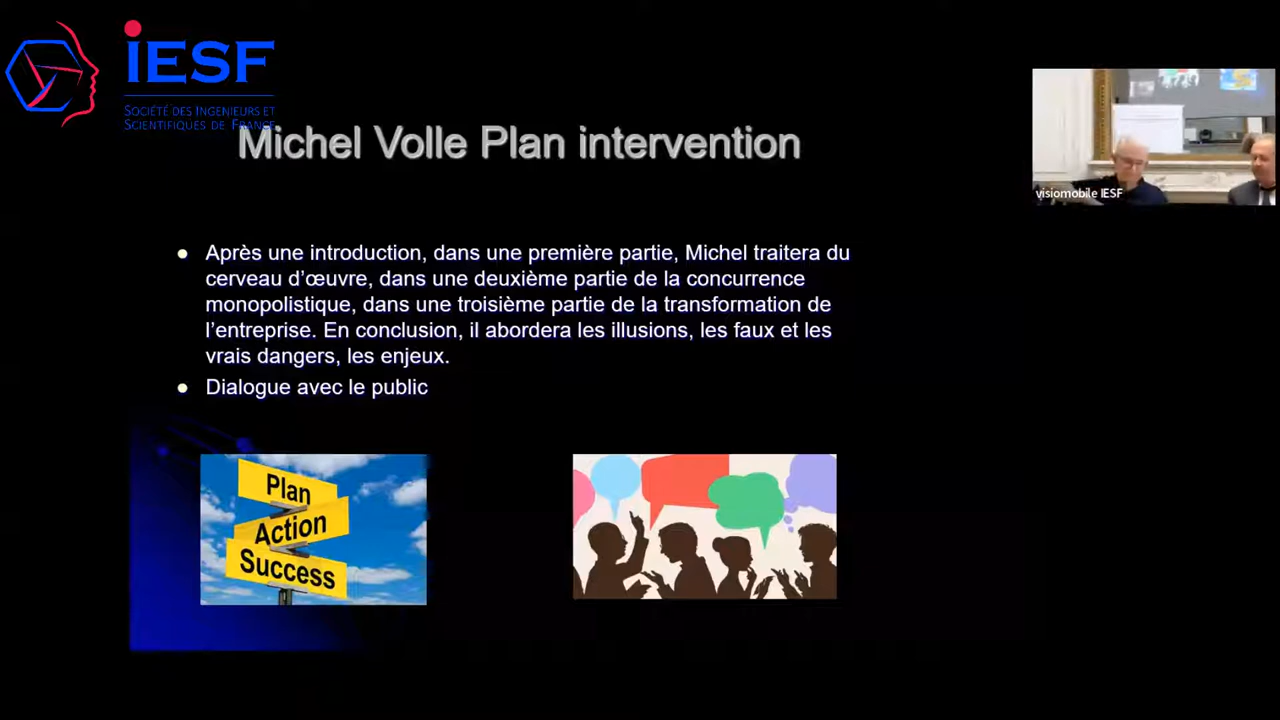 iESF
SOCIÉTÉ DES INGENIEURS ET
SCIENTIFIQUES DE FRANCE
Michel Volle Plan intervention
visiomobile IESF
● Après une introduction, dans une première partie, Michel traitera du
cerveau d’œuvre, dans une deuxième partie de la concurrence
monopolistique, dans une troisième partie de la transformation de
l’entreprise. En conclusion, il abordera les illusions, les faux et les
vrais dangers, les enjeux.
● Dialogue avec le public
Plan
Action
Success